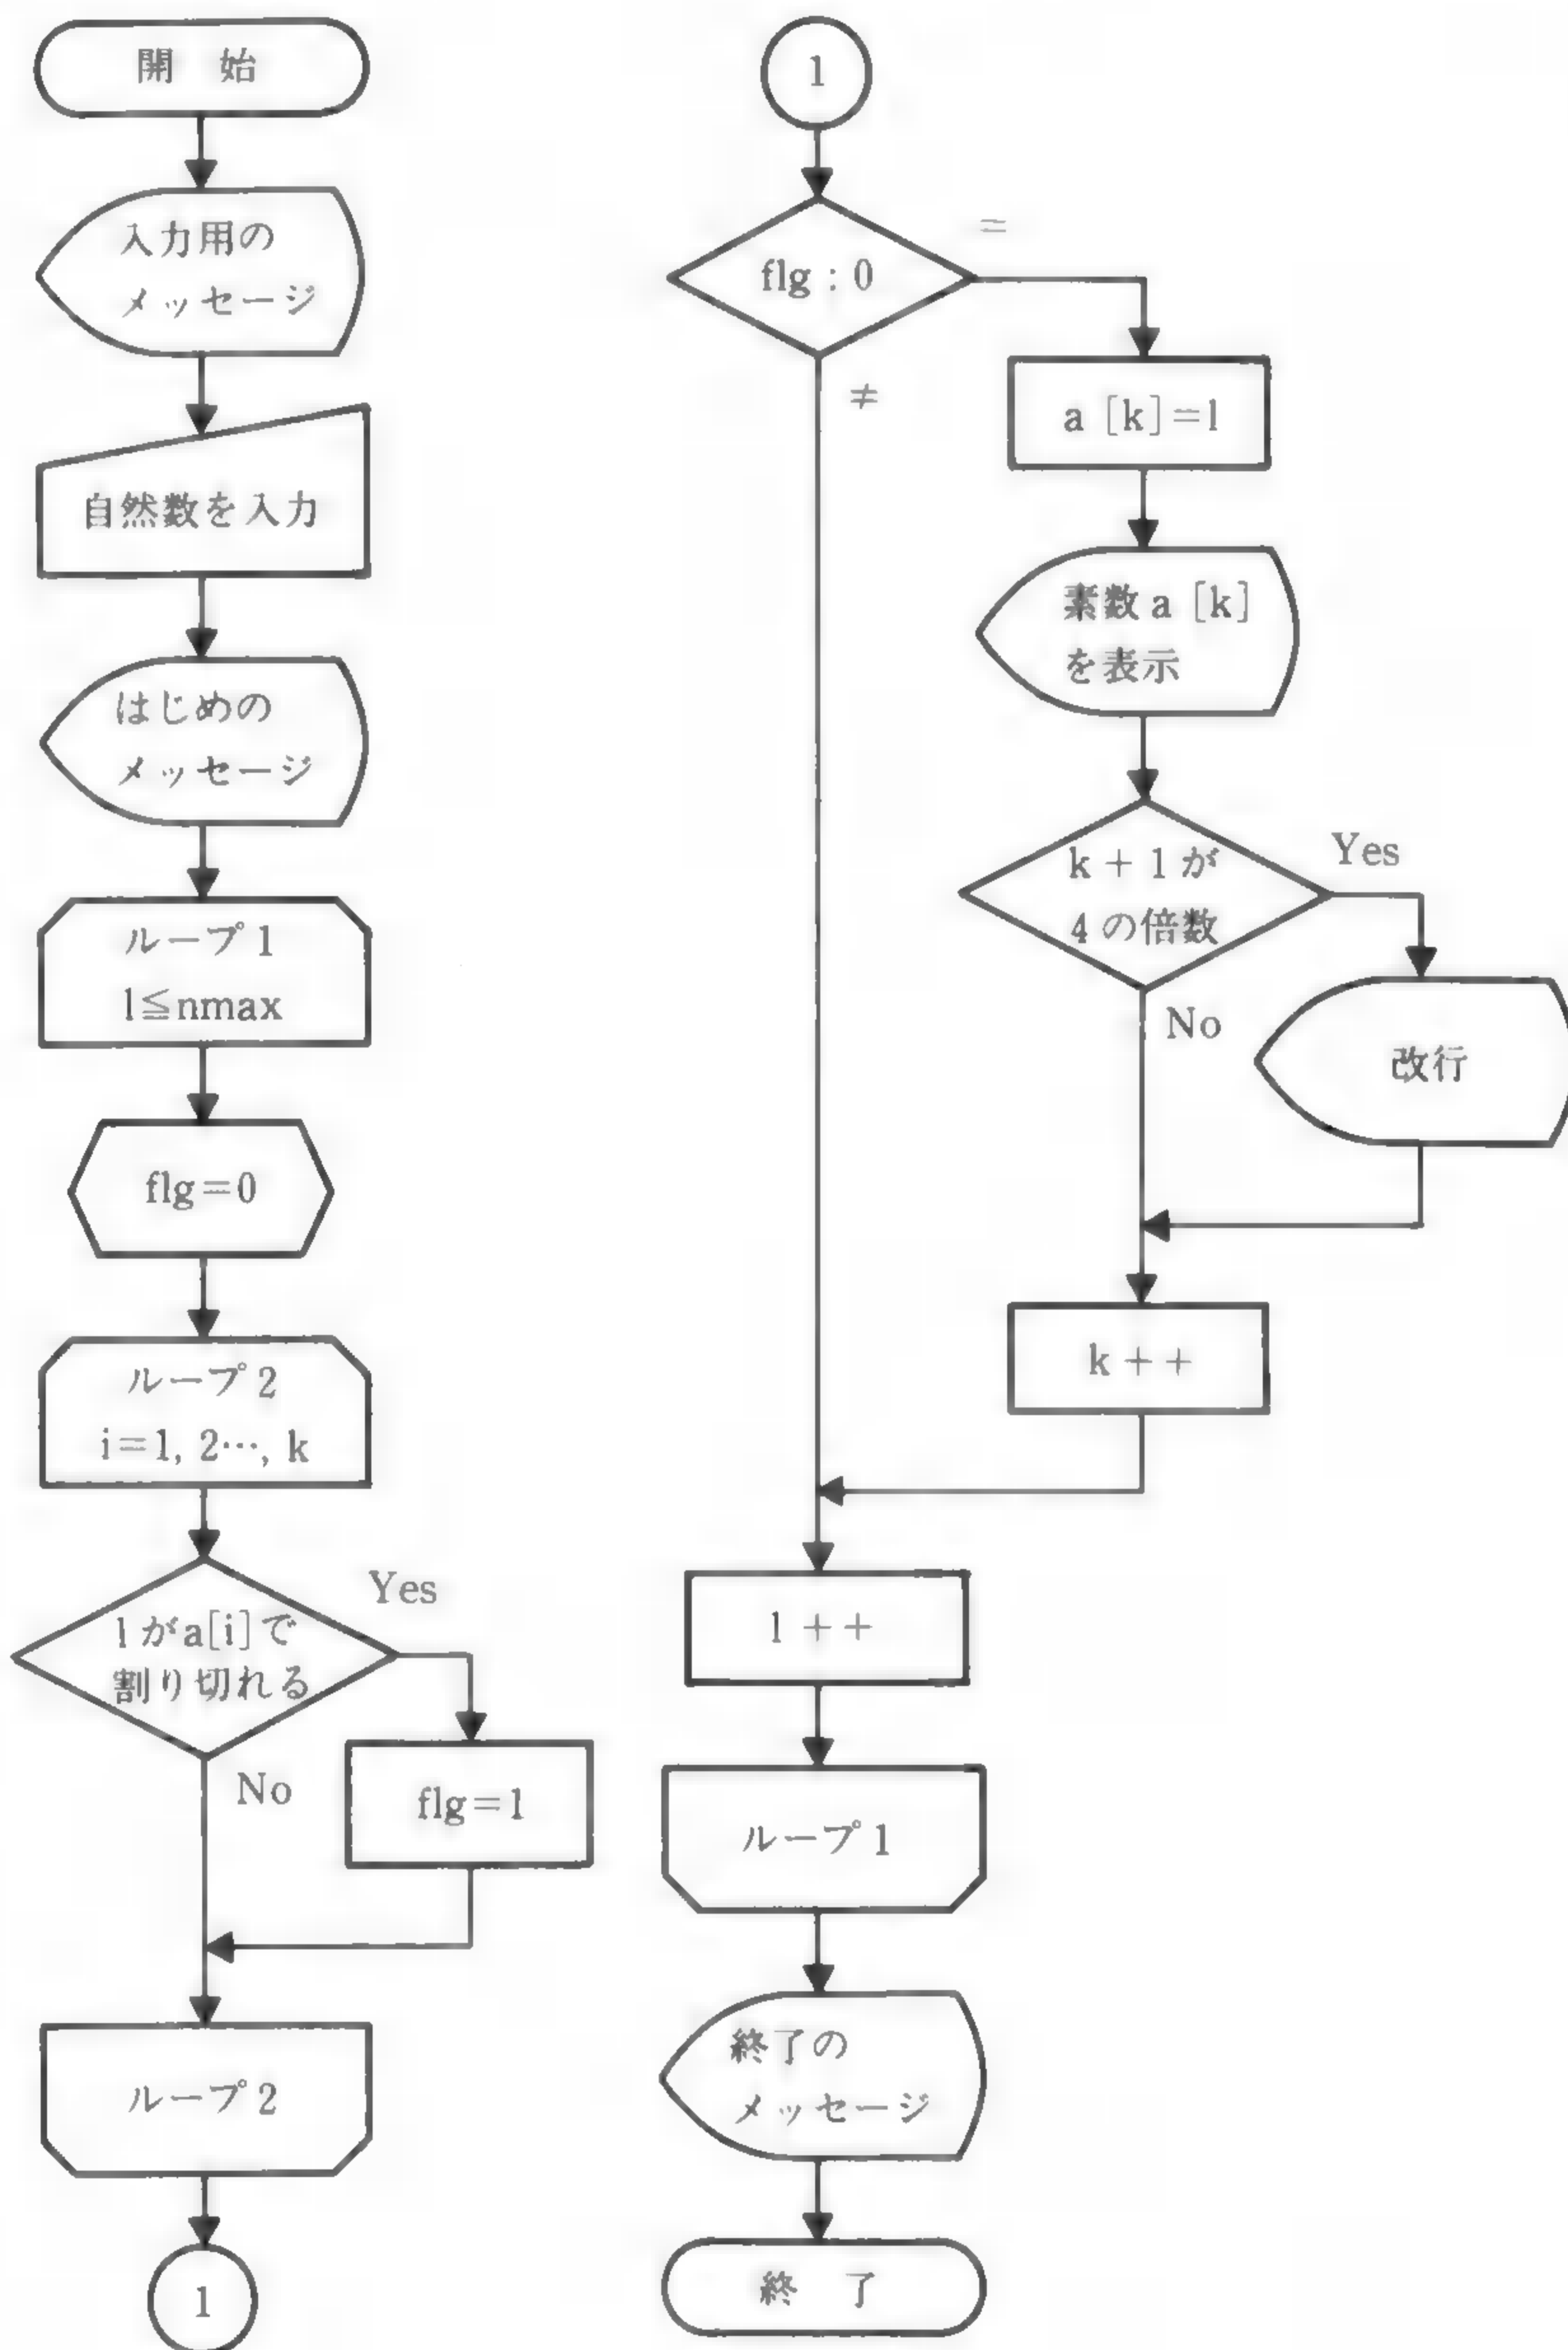 開 始
入力用の
メッセージ
自然数を入力
はじめの
メッセージ
ループ1
l≦nmax
flg=0
ループ2
i=1, 2…, k
lがa[i]で
割り切れる
Yes
No
flg=1
ループ2
1
1
flg : 0
=
≠
a [k]=l
素数a [k]
を表示
k + 1が
4の倍数
Yes
No
改行
k + +
l + +
ループ1
終了の
メッセージ
終 了